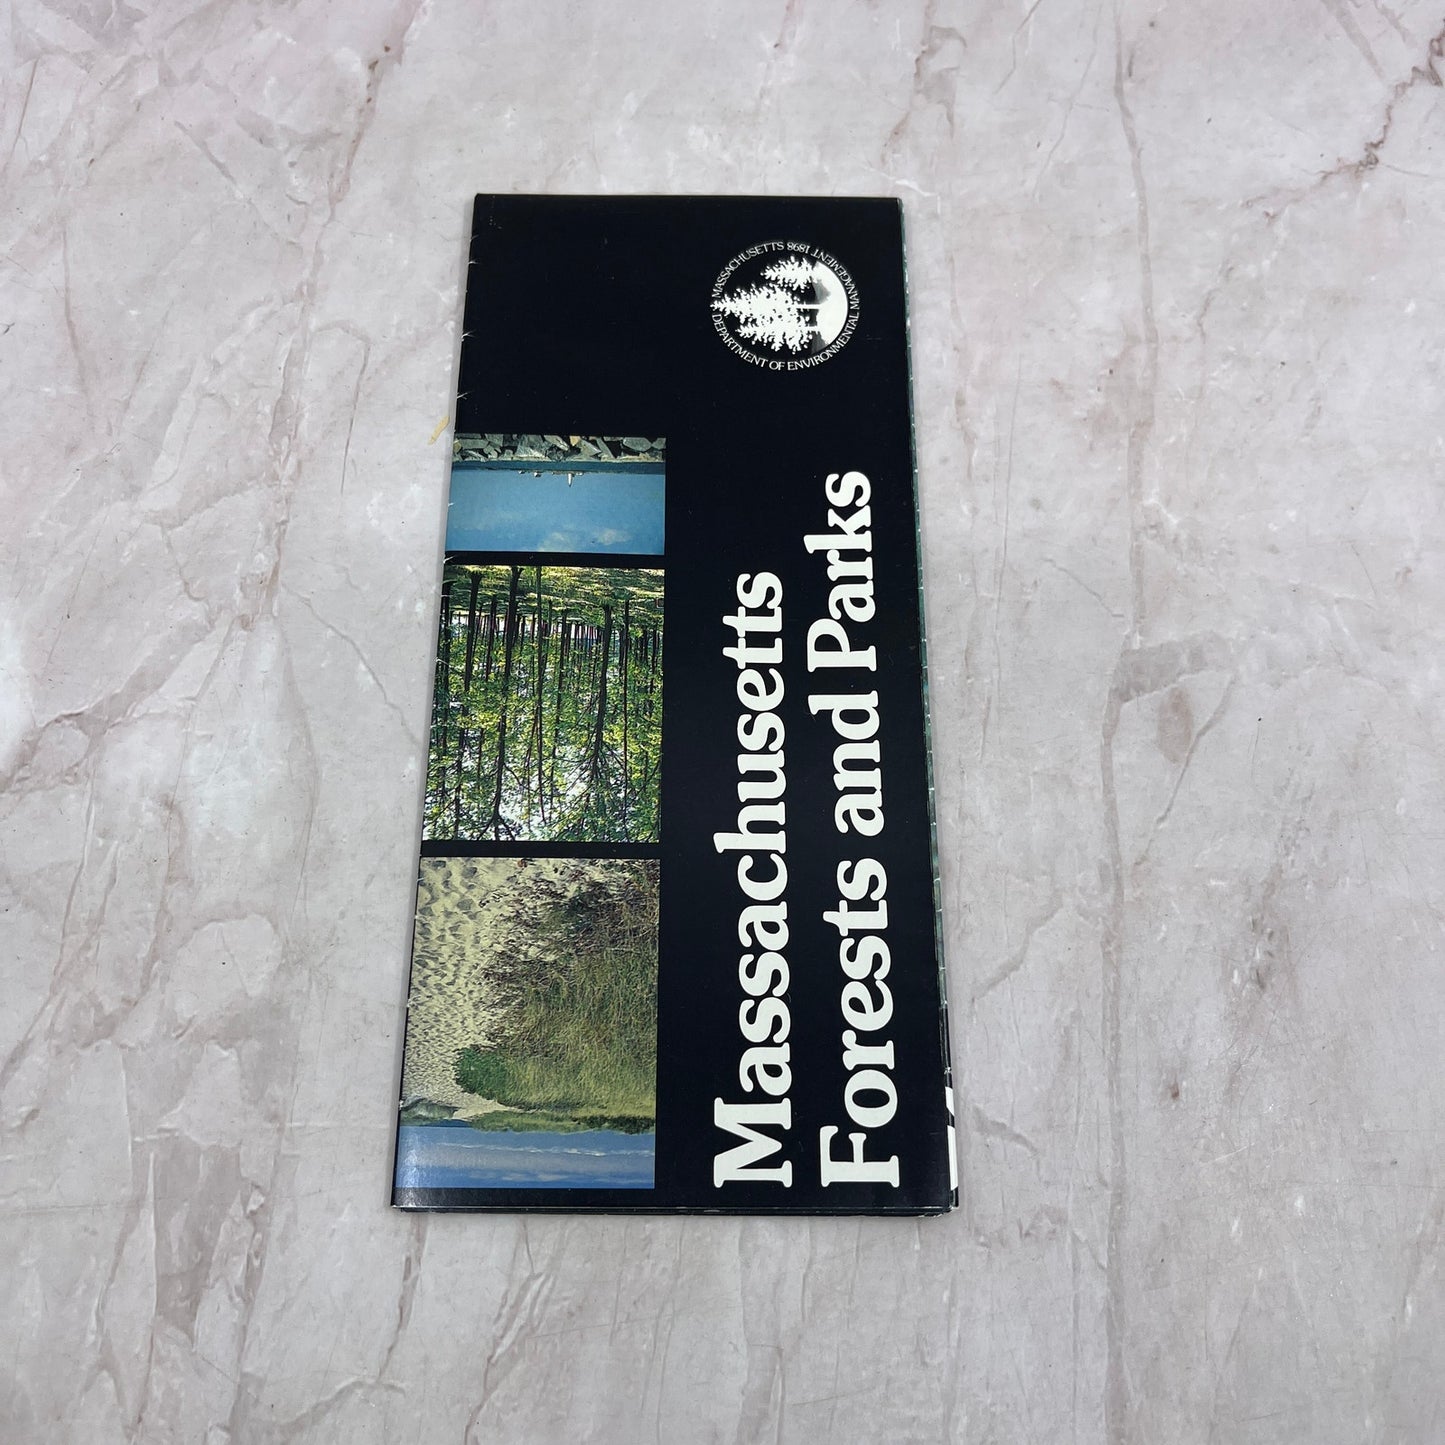 Massachusetts
Forests and Parks
MASSACHUSETTS 1898
DEPARTMENT OF ENVIRONMENTAL MANAGEMENT